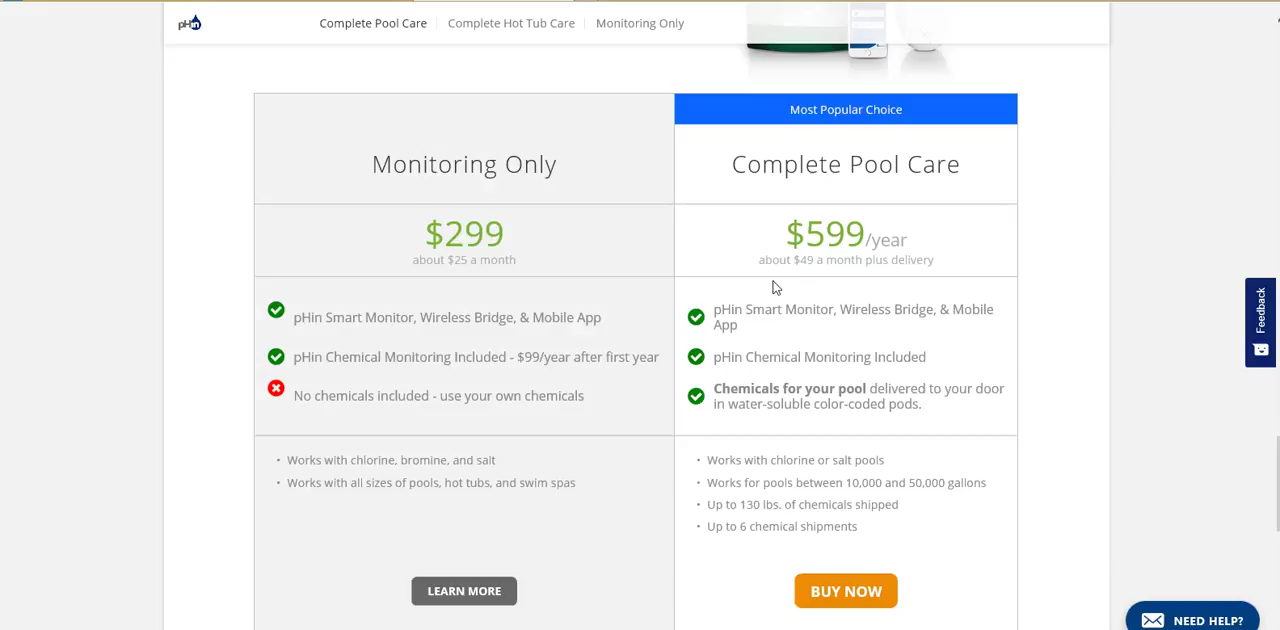 pHin
Complete Pool Care
Complete Hot Tub Care
Monitoring Only
Most Popular Choice
Monitoring Only
Complete Pool Care
$299
about $25 a month
$599/year
about $49 a month plus delivery
pHin Smart Monitor, Wireless Bridge, & Mobile App
pHin Chemical Monitoring Included - $99/year after first year
No chemicals included - use your own chemicals
pHin Smart Monitor, Wireless Bridge, & Mobile
App
pHin Chemical Monitoring Included
Chemicals for your pool delivered to your door
in water-soluble color-coded pods.
· Works with chlorine, bromine, and salt
· Works with all sizes of pools, hot tubs, and swim spas
· Works with chlorine or salt pools
· Works for pools between 10,000 and 50,000 gallons
· Up to 130 lbs. of chemicals shipped
· Up to 6 chemical shipments
LEARN MORE
BUY NOW
Feedback
NEED HELP?